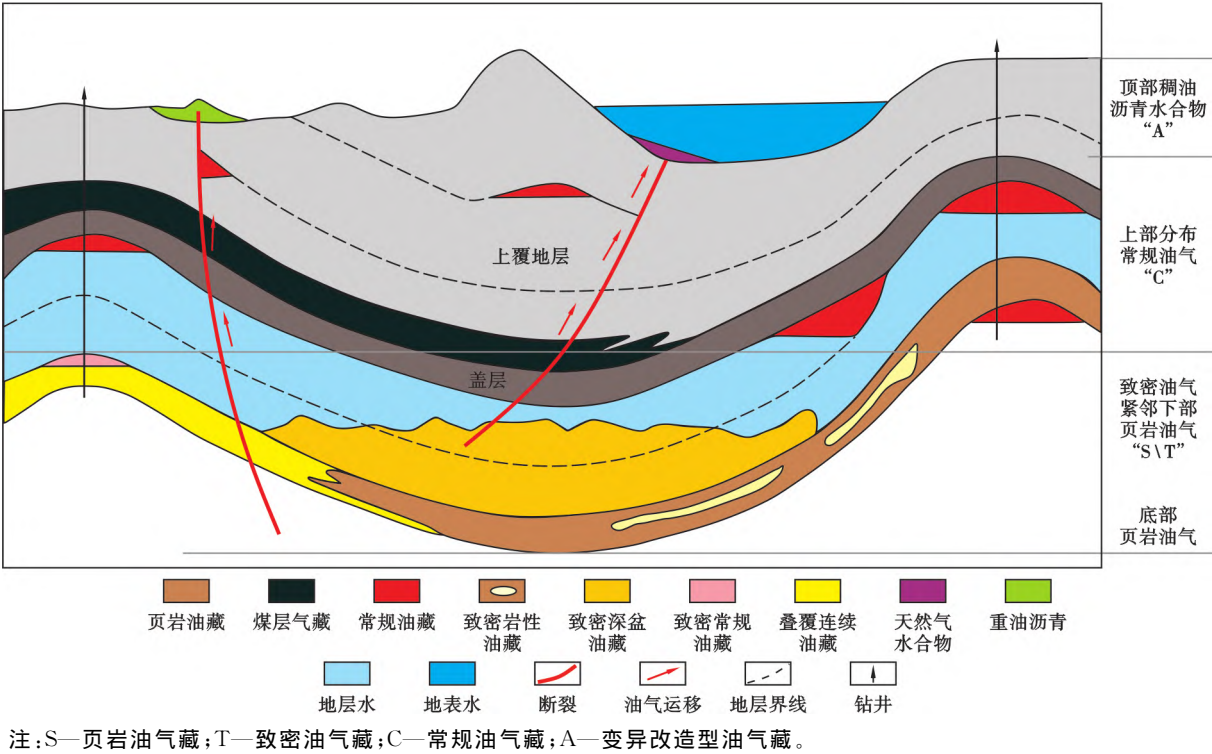 顶部稠油
沥青水合物
“A”
上覆地层
上部分布
常规油气
“C”
盖层
致密油气
紧邻下部
页岩油气
“S\T”
底部
页岩油气
页岩油藏
煤层气藏
常规油藏
致密岩性
油藏
致密深盆
油藏
致密常规
油藏
叠覆连续
油藏
天然气
水合物
重油沥青
地层水
地表水
断裂
油气运移
地层界线
钻井
注:S—页岩油气藏;T—致密油气藏;C—常规油气藏;A—变异改造型油气藏。